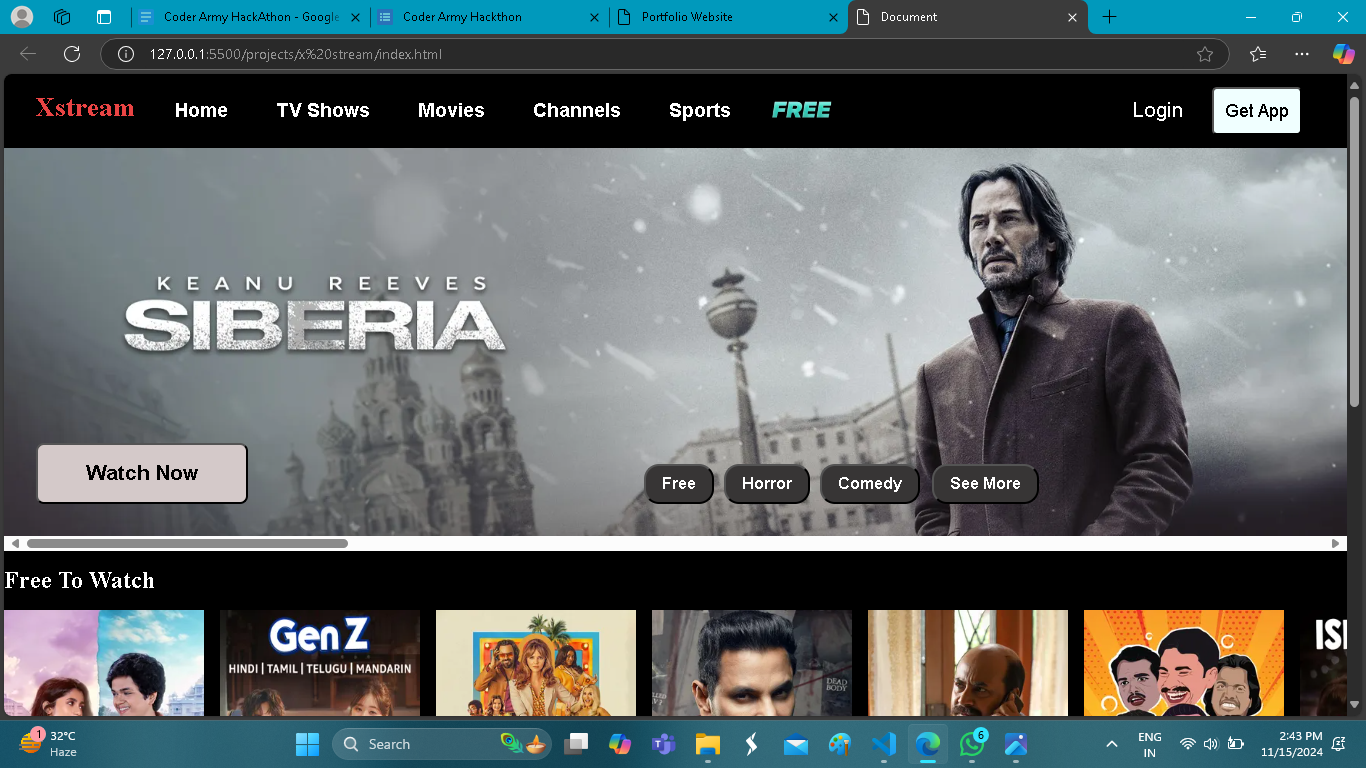 Coder Army HackAthon - Google
Coder Army Hackthon
Portfolio Website
Document
127.0.0.1:5500/projects/x%20stream/index.html
Xstream
Home
TV Shows
Movies
Channels
Sports
FREE
Login
Get App
KEANU REEVES
SIBERIA
Watch Now
Free
Horror
Comedy
See More
Free To Watch
Gen Z
HINDI | TAMIL | TELUGU | MANDARIN
DEAD
BODY
ISI
1
32°C
Haze
Search
6
ENG
IN
2:43 PM
11/15/2024